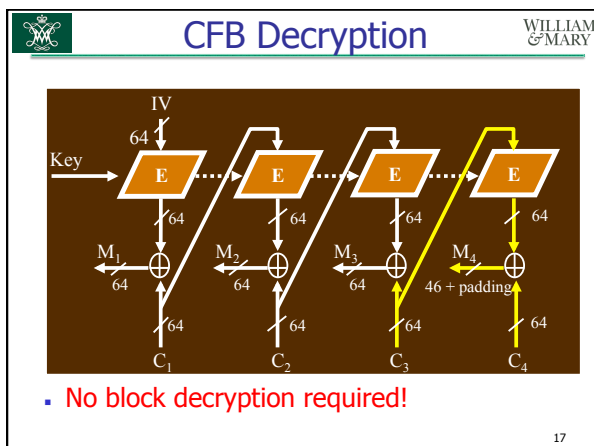 CFB Decryption
WILLIAM
& MARY
IV
64
Key
E E E E
64 64 64 64
M1 M2 M3 M4
64 64 64 46 + padding
64 64 64 64
C1 C2 C3 C4
▪ No block decryption required!
17